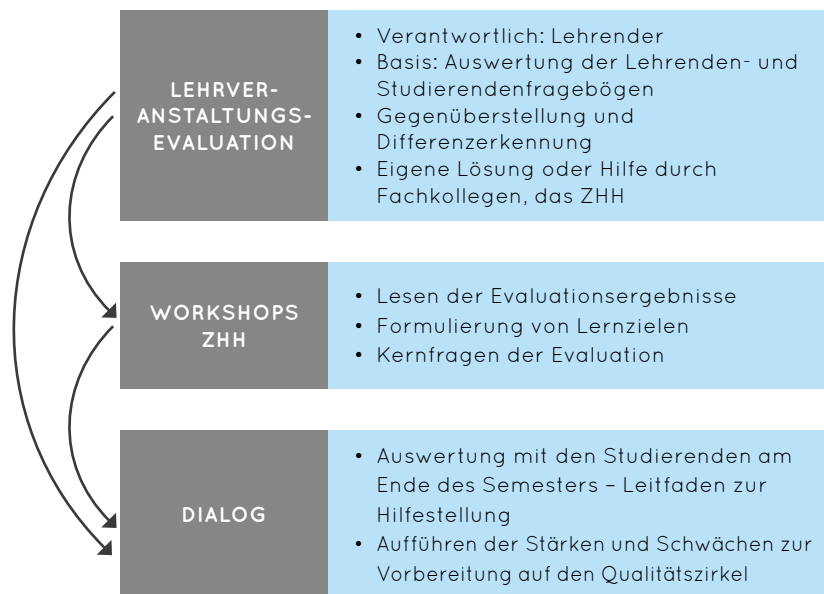 LEHRVER-
ANSTALTUNGS-
EVALUATION
• Verantwortlich: Lehrender
• Basis: Auswertung der Lehrenden- und
Studierendenfragebögen
• Gegenüberstellung und
Differenzerkennung
• Eigene Lösung oder Hilfe durch
Fachkollegen, das ZHH
WORKSHOPS
ZHH
• Lesen der Evaluationsergebnisse
• Formulierung von Lernzielen
• Kernfragen der Evaluation
DIALOG
• Auswertung mit den Studierenden am
Ende des Semesters – Leitfaden zur
Hilfestellung
• Aufführen der Stärken und Schwächen zur
Vorbereitung auf den Qualitätszirkel